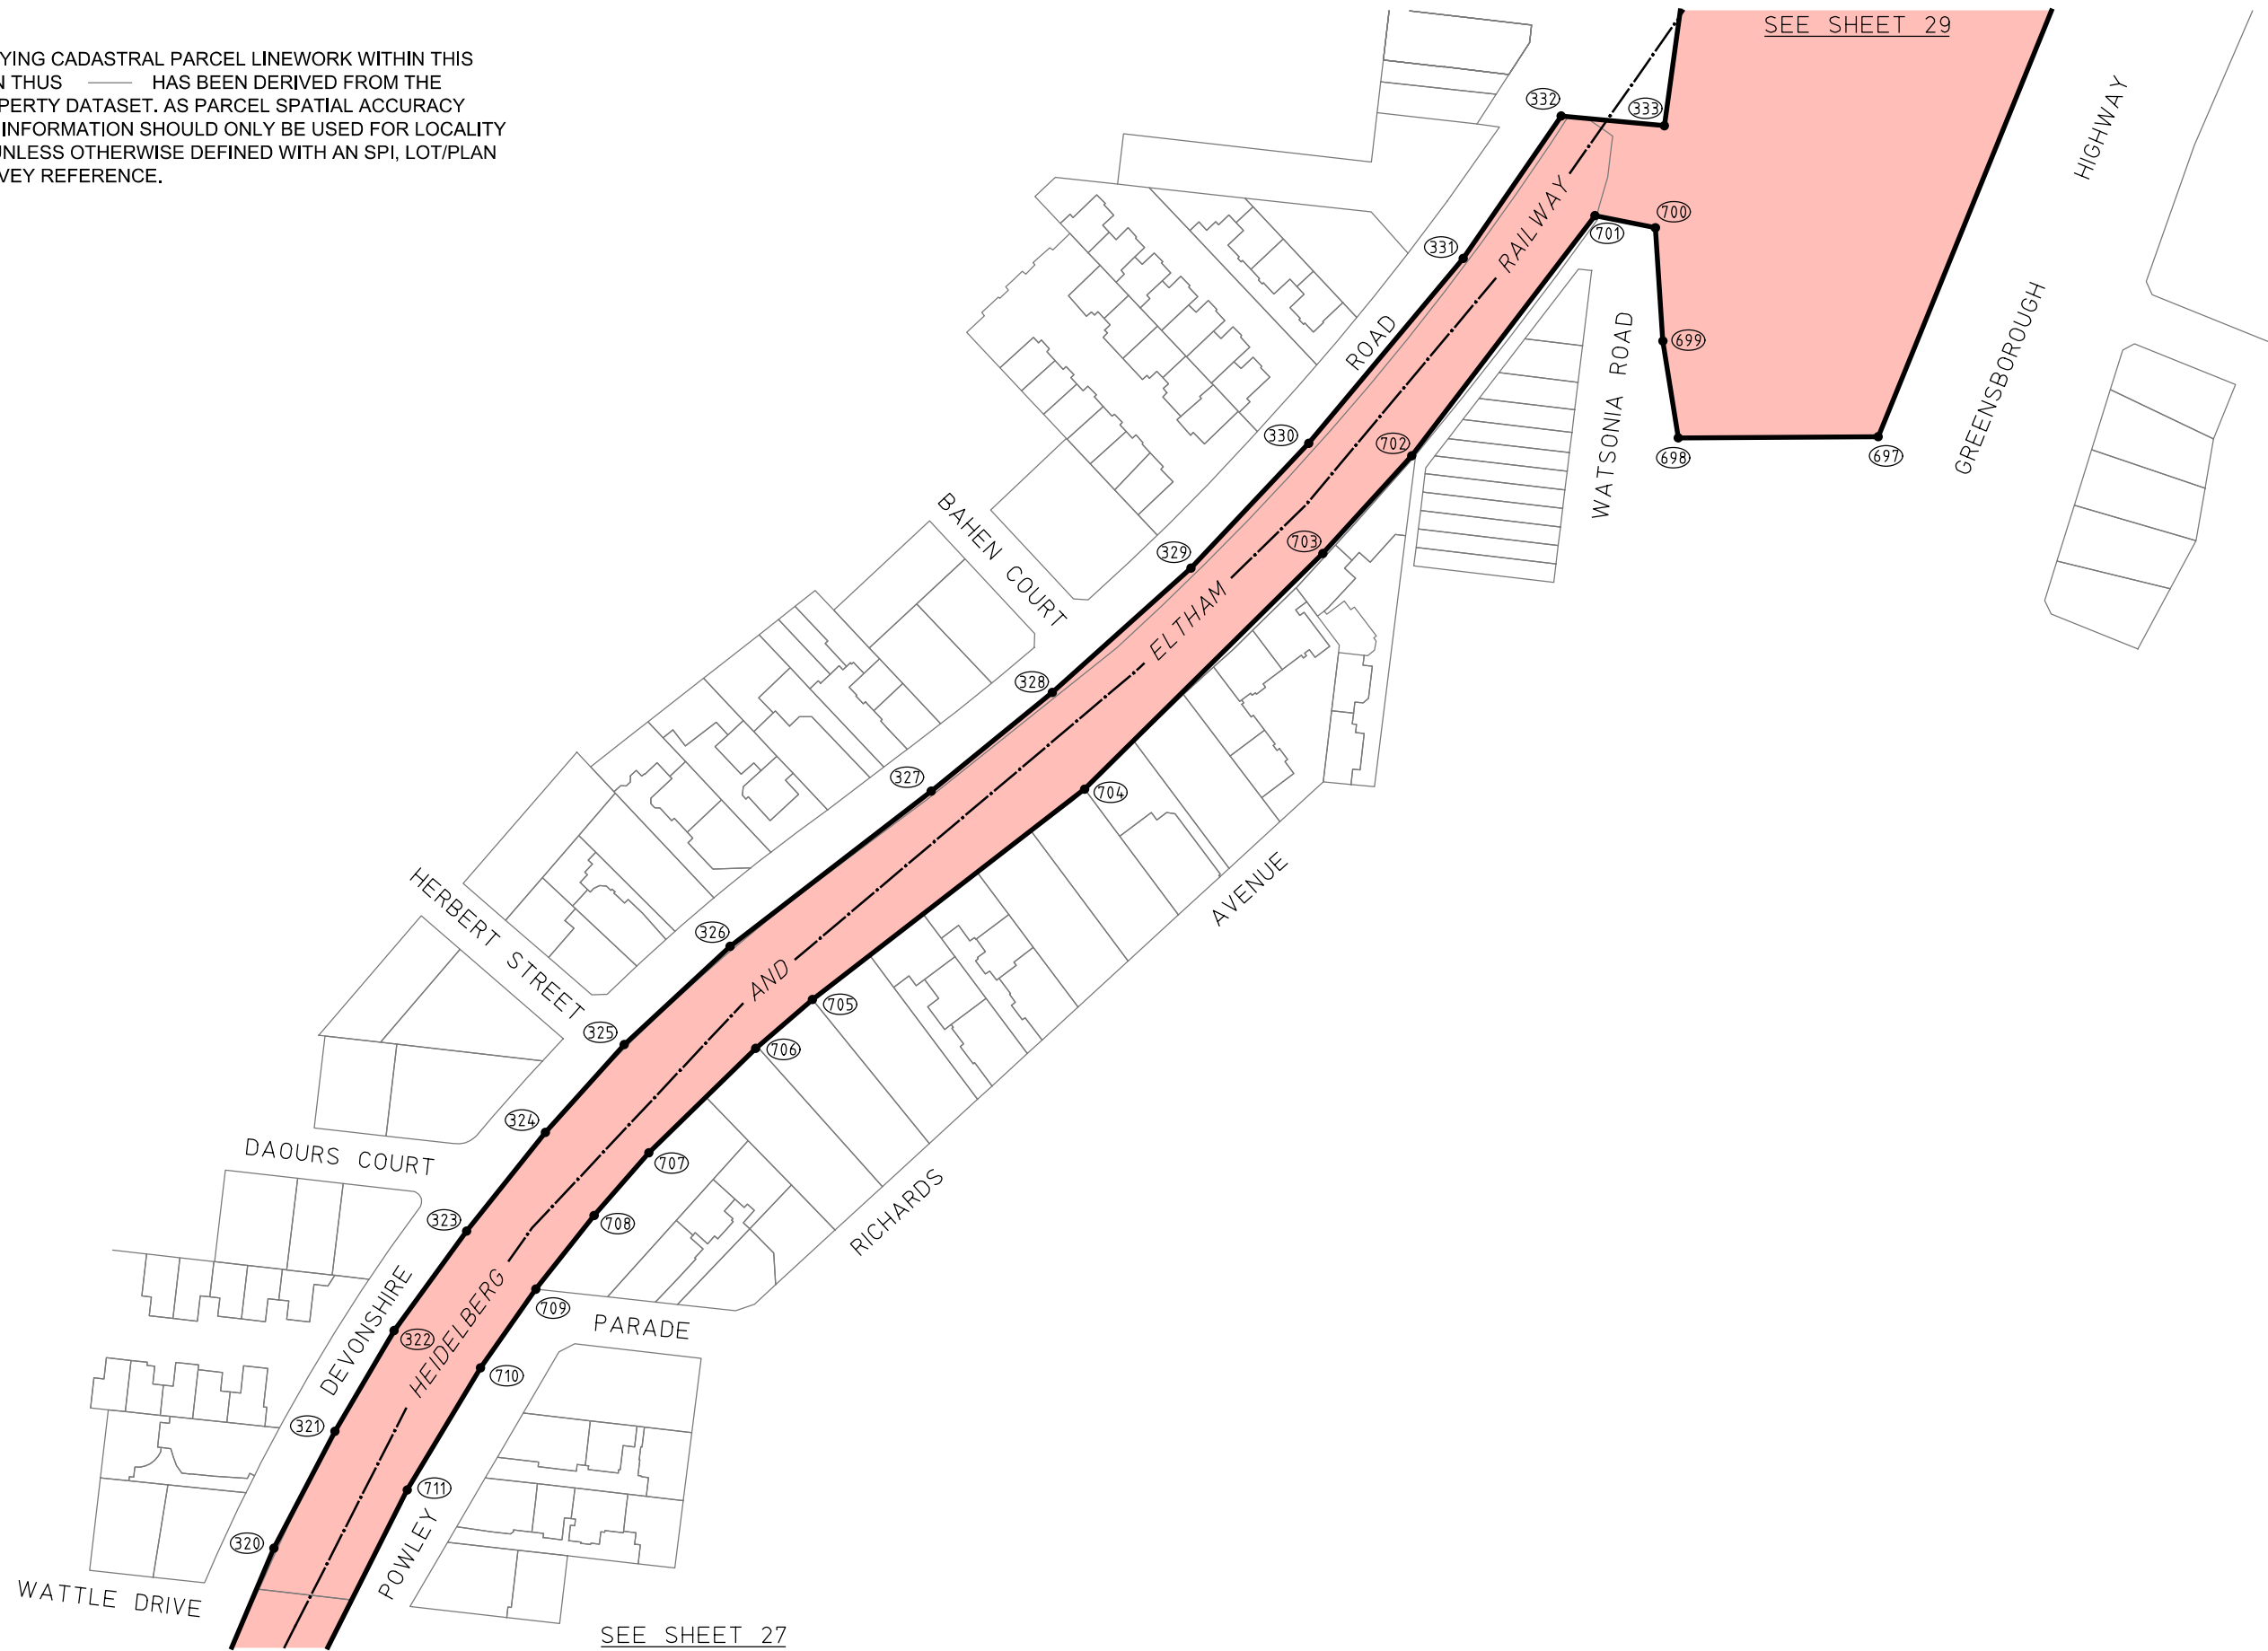 YING CADASTRAL PARCEL LINEWORK WITHIN THIS
N THUS ——— HAS BEEN DERIVED FROM THE
PERTY DATASET. AS PARCEL SPATIAL ACCURACY
INFORMATION SHOULD ONLY BE USED FOR LOCALITY
UNLESS OTHERWISE DEFINED WITH AN SPI, LOT/PLAN
VEY REFERENCE.
SEE SHEET 29
HIGHWAY
GREENSBOROUGH
332
333
RAILWAY
700
701
331
WATSONIA ROAD
699
ROAD
330
702
698
697
BAHEN COURT
703
329
ELTHAM
328
327
704
HERBERT STREET
AVENUE
326
AND
705
325
706
324
DAOURS COURT
707
RICHARDS
323
708
DEVONSHIRE
HEIDELBERG
709
PARADE
322
710
321
711
POWLEY
320
WATTLE DRIVE
SEE SHEET 27